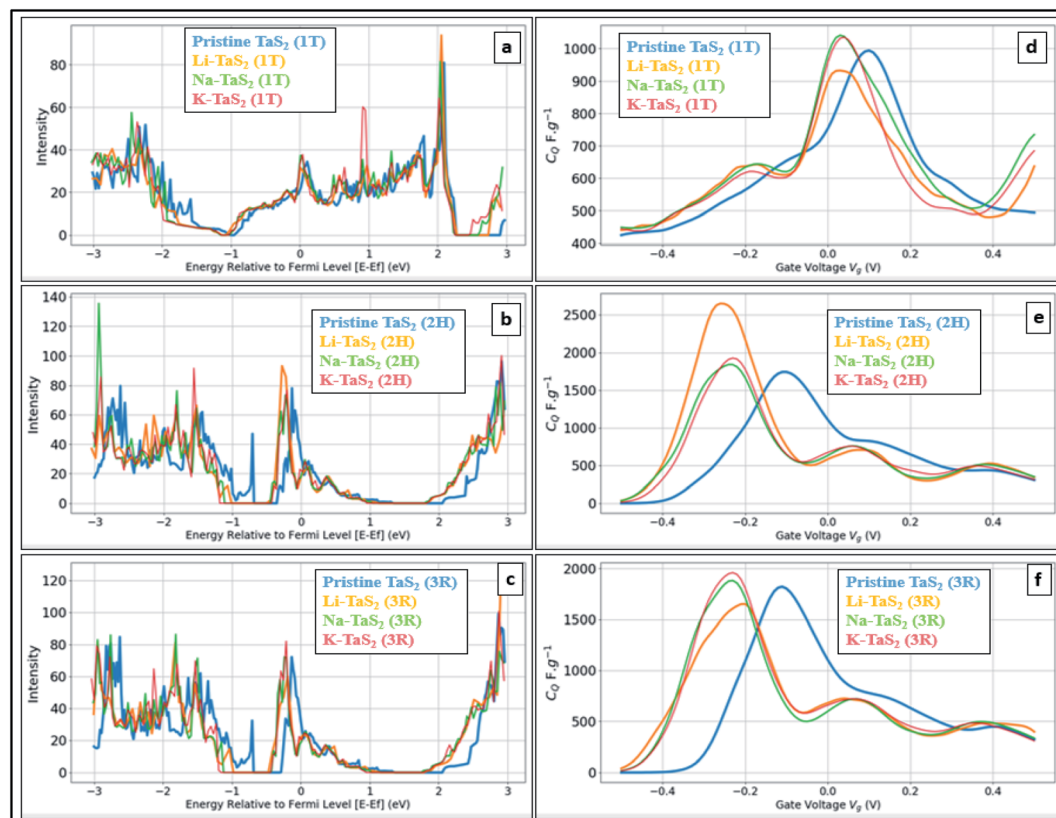 a
Pristine TaS₂ (1T)
Li-TaS₂ (1T)
Na-TaS₂ (1T)
K-TaS₂ (1T)
Intensity
80
60
40
20
0
−3 −2 −1 0 1 2 3
Energy Relative to Fermi Level [E-Ef] (eV)
d
Pristine TaS₂ (1T)
Li-TaS₂ (1T)
Na-TaS₂ (1T)
K-TaS₂ (1T)
C_Q F.g⁻¹
1000
900
800
700
600
500
400
−0.4 −0.2 0.0 0.2 0.4
Gate Voltage V_g (V)
b
Pristine TaS₂ (2H)
Li-TaS₂ (2H)
Na-TaS₂ (2H)
K-TaS₂ (2H)
Intensity
140
120
100
80
60
40
20
0
−3 −2 −1 0 1 2 3
Energy Relative to Fermi Level [E-Ef] (eV)
e
Pristine TaS₂ (2H)
Li-TaS₂ (2H)
Na-TaS₂ (2H)
K-TaS₂ (2H)
C_Q F.g⁻¹
2500
2000
1500
1000
500
0
−0.4 −0.2 0.0 0.2 0.4
Gate Voltage V_g (V)
c
Pristine TaS₂ (3R)
Li-TaS₂ (3R)
Na-TaS₂ (3R)
K-TaS₂ (3R)
Intensity
120
100
80
60
40
20
0
−3 −2 −1 0 1 2 3
Energy Relative to Fermi Level [E-Ef] (eV)
f
Pristine TaS₂ (3R)
Li-TaS₂ (3R)
Na-TaS₂ (3R)
K-TaS₂ (3R)
C_Q F.g⁻¹
2000
1500
1000
500
0
−0.4 −0.2 0.0 0.2 0.4
Gate Voltage V_g (V)